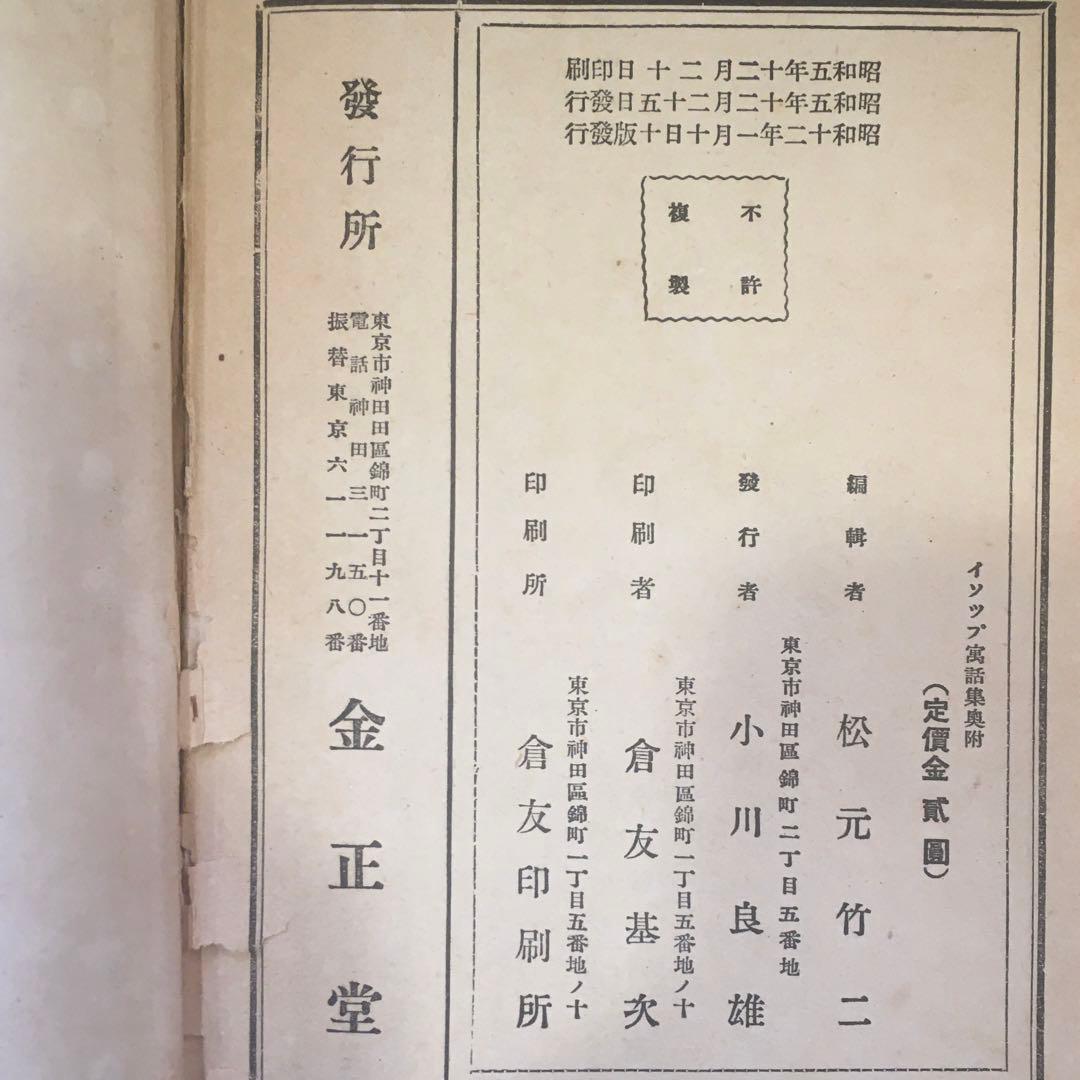 昭和五年十二月二十日印刷
昭和五年十二月二十五日發行
昭和十二年一月十日十版發行
不許
複製
イソップ寓話集奥附
（定價金貳圓）
編輯者 松元竹二
東京市神田區錦町二丁目五番地
發行者 小川良雄
東京市神田區錦町一丁目五番地ノ十
印刷者 倉友基次
東京市神田區錦町一丁目五番地ノ十
印刷所 倉友印刷所
發行所
東京市神田區錦町二丁目十一番地
電話神田三一五〇番
振替東京六一一九八番
金正堂